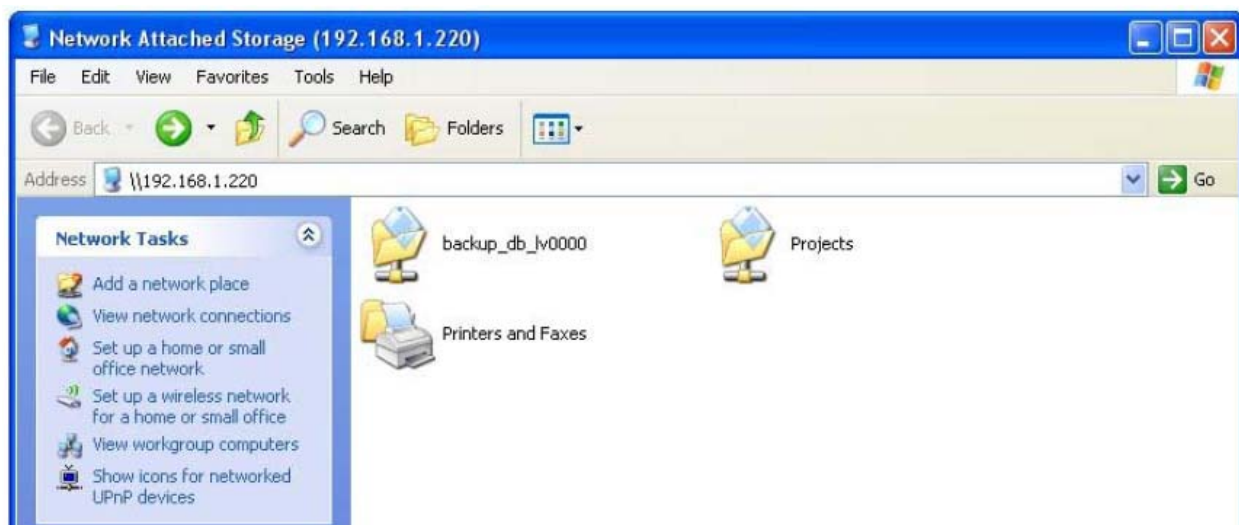 Network Attached Storage (192.168.1.220)
File Edit View Favorites Tools Help
Back Search Folders
Address \\192.168.1.220 Go
Network Tasks
Add a network place
View network connections
Set up a home or small
office network
Set up a wireless network
for a home or small office
View workgroup computers
Show icons for networked
UPnP devices
backup_db_lv0000
Projects
Printers and Faxes